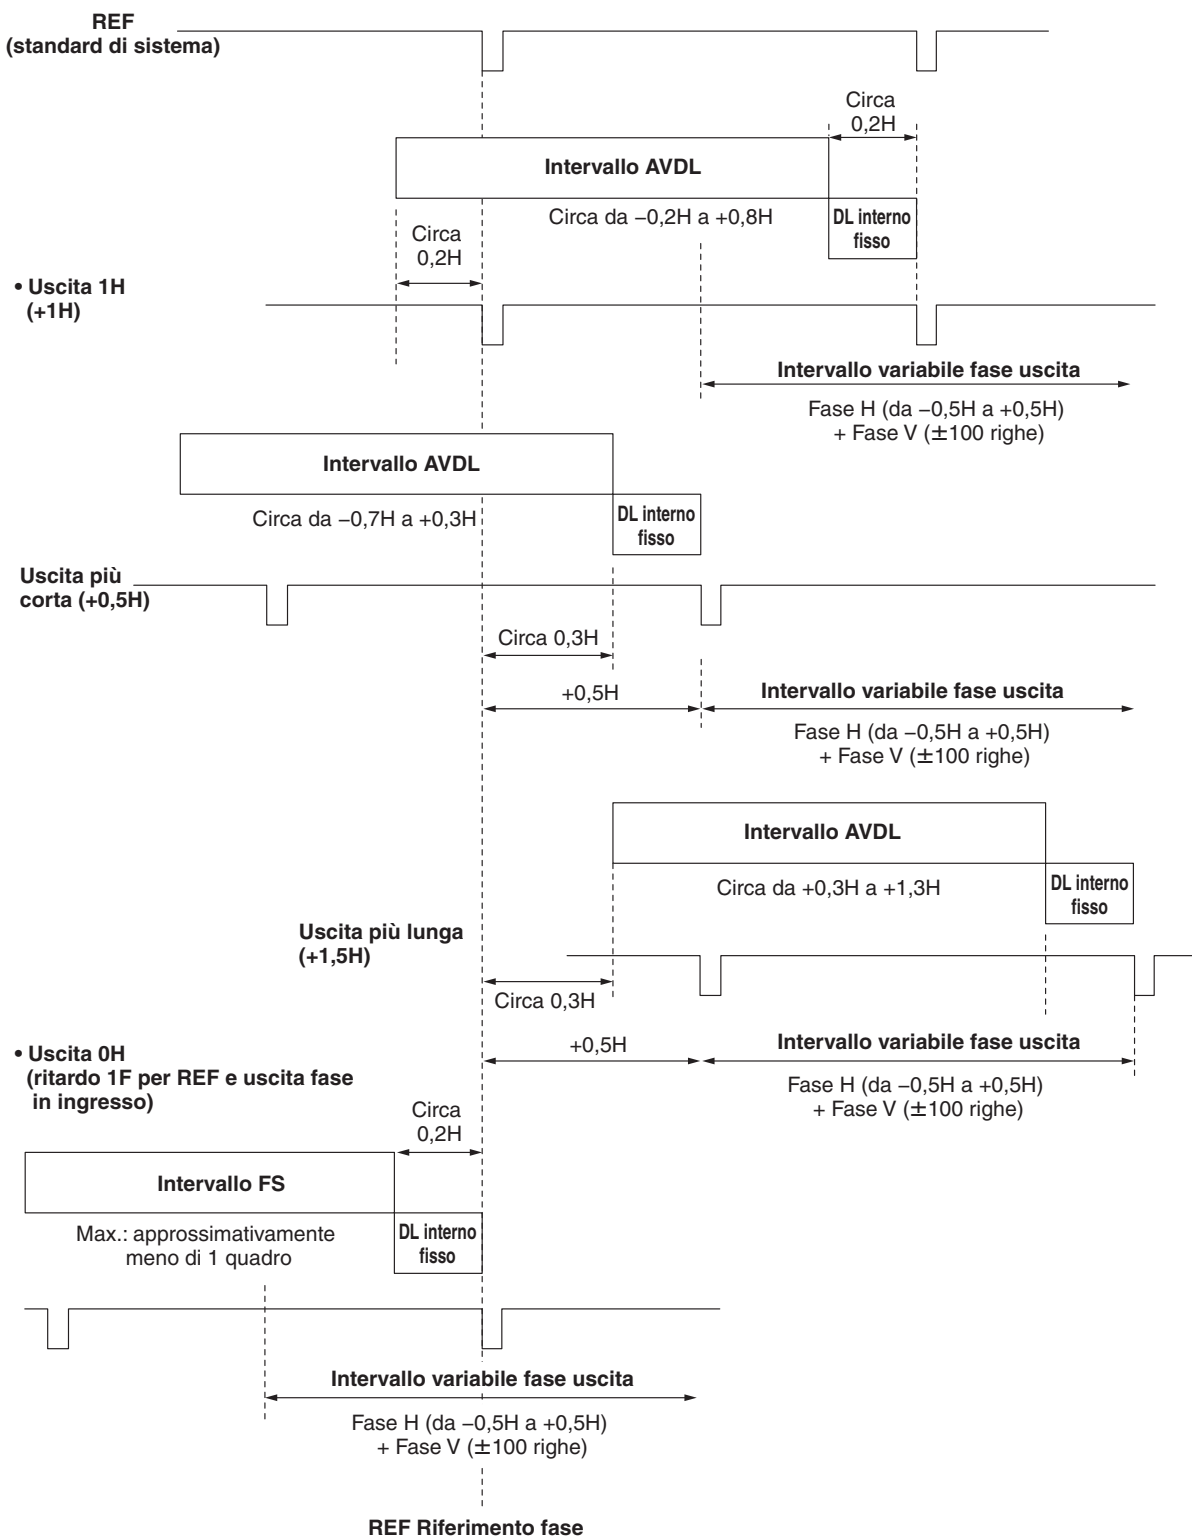 REF
(standard di sistema)
Circa
0,2H
Intervallo AVDL
Circa da −0,2H a +0,8H
DL interno
fisso
Circa
0,2H
• Uscita 1H
(+1H)
Intervallo variabile fase uscita
Fase H (da −0,5H a +0,5H)
+ Fase V (±100 righe)
Intervallo AVDL
Circa da −0,7H a +0,3H
DL interno
fisso
Uscita più
corta (+0,5H)
Circa 0,3H
+0,5H
Intervallo variabile fase uscita
Fase H (da −0,5H a +0,5H)
+ Fase V (±100 righe)
Intervallo AVDL
Circa da +0,3H a +1,3H
DL interno
fisso
Uscita più lunga
(+1,5H)
Circa 0,3H
+0,5H
Intervallo variabile fase uscita
Fase H (da −0,5H a +0,5H)
+ Fase V (±100 righe)
• Uscita 0H
(ritardo 1F per REF e uscita fase
in ingresso)
Circa
0,2H
Intervallo FS
Max.: approssimativamente
meno di 1 quadro
DL interno
fisso
Intervallo variabile fase uscita
Fase H (da −0,5H a +0,5H)
+ Fase V (±100 righe)
REF Riferimento fase